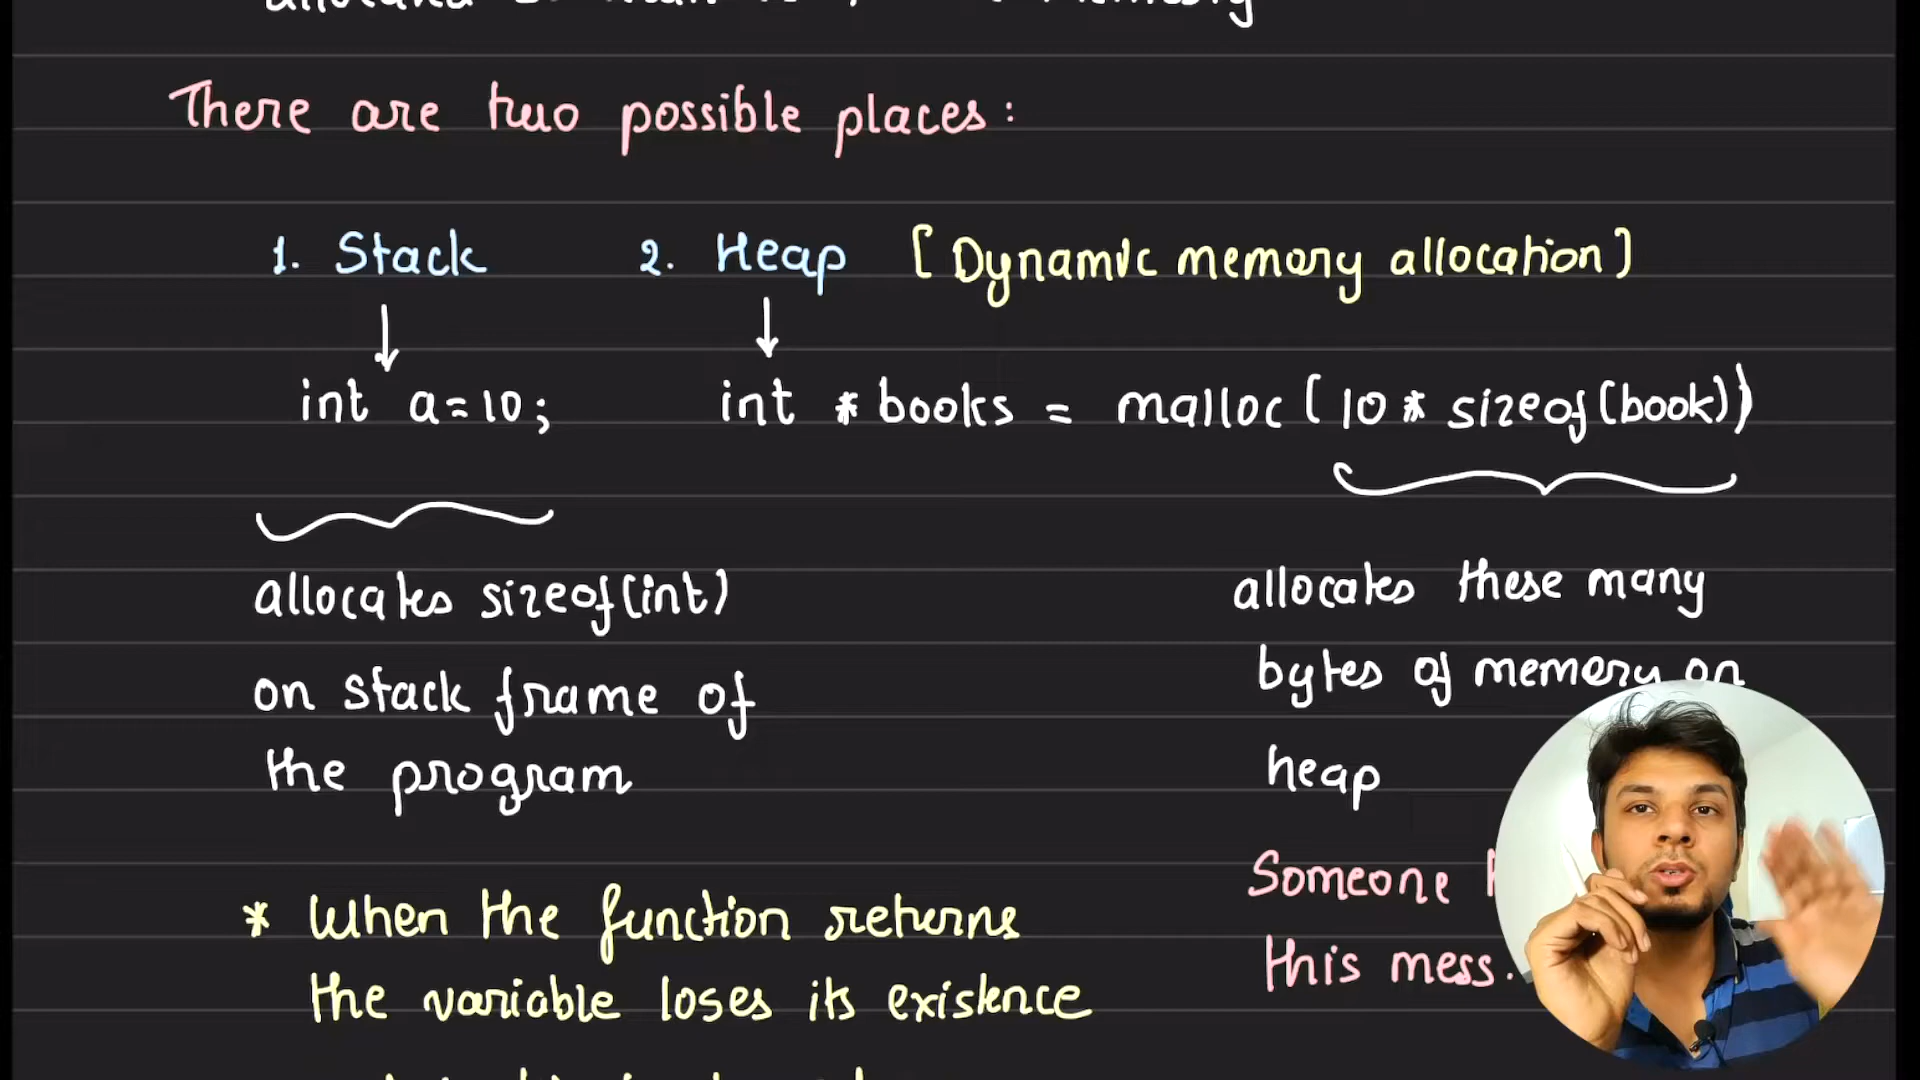 There are two possible places:
1. Stack 2. Heap [Dynamic memory allocation]
int a=10; int * books = malloc(10 * sizeof(book))
allocates sizeof(int)
on stack frame of
the program
allocates these many
bytes of memory on
heap
Someone
this mess.
* When the function returns
the variable loses its existence